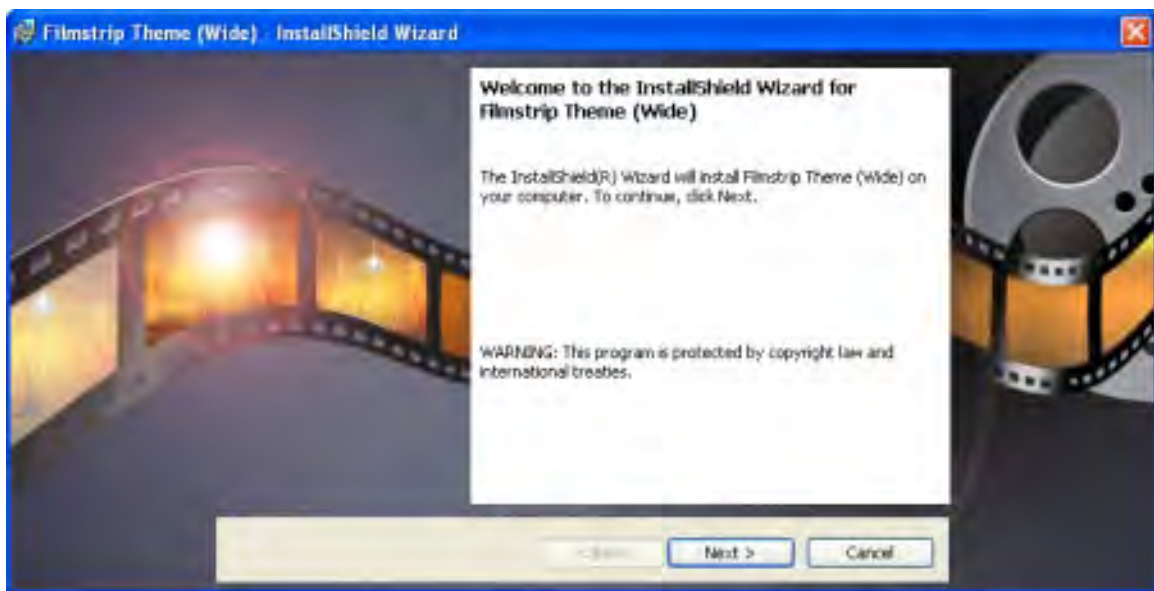 Filmstrip Theme (Wide) - InstallShield Wizard
Welcome to the InstallShield Wizard for
Filmstrip Theme (Wide)
The InstallShield(R) Wizard will install Filmstrip Theme (Wide) on
your computer. To continue, click Next.
WARNING: This program is protected by copyright law and
international treaties.
Next >
Cancel